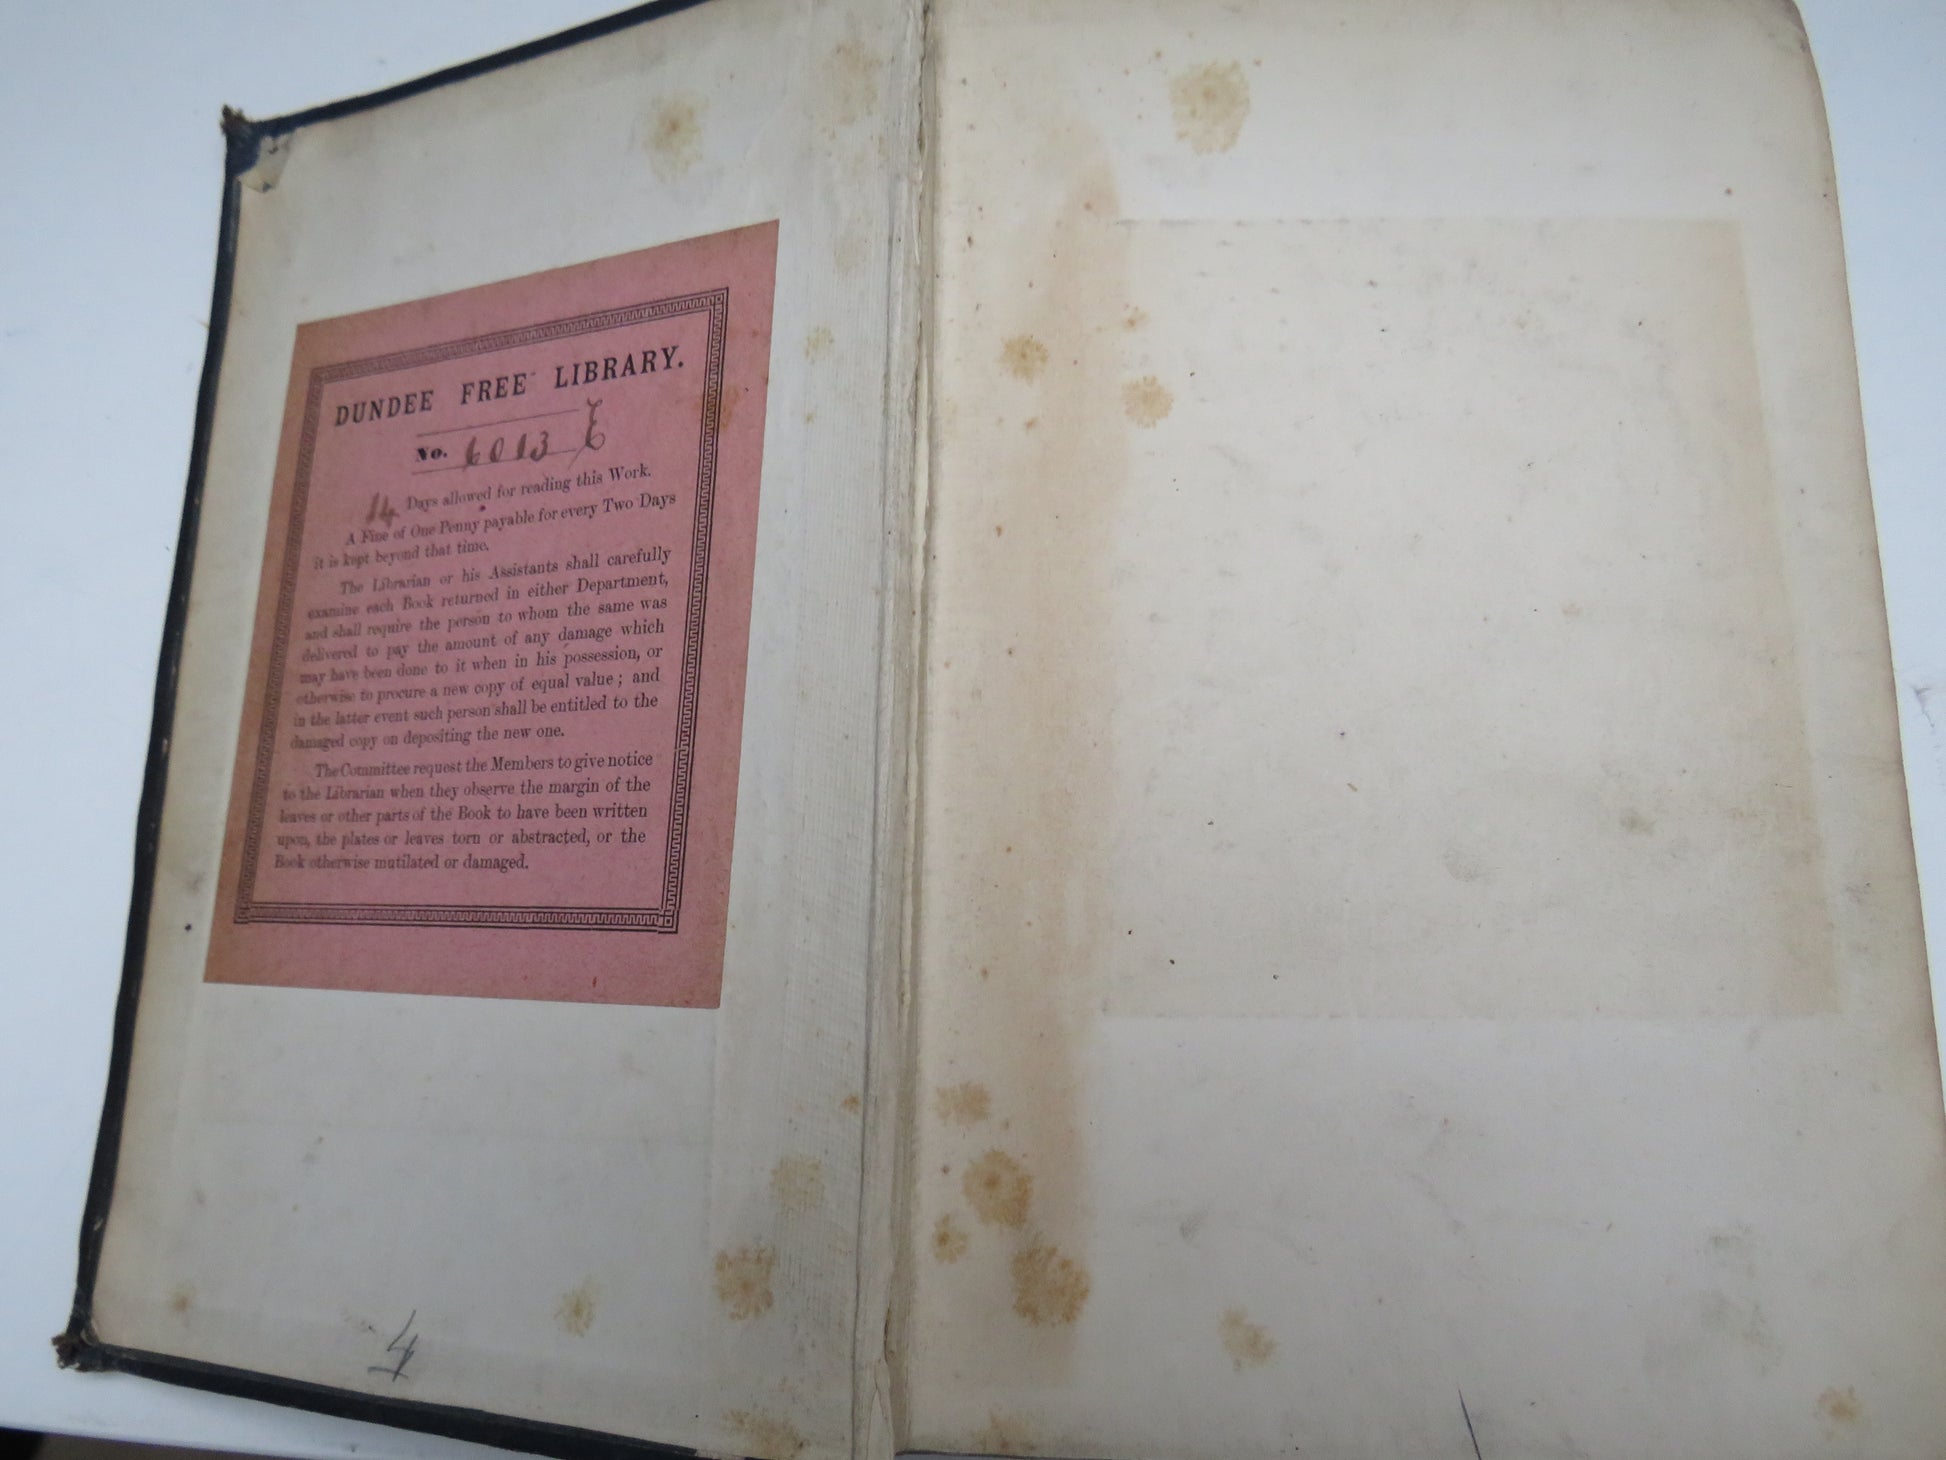 DUNDEE FREE LIBRARY.
No. 6013 E
14 Days allowed for reading this Work.
A Fine of One Penny payable for every Two Days
it is kept beyond that time.
The Librarian or his Assistants shall carefully
examine each Book returned in either Department,
and shall require the person to whom the same was
delivered to pay the amount of any damage which
may have been done to it when in his possession, or
otherwise to procure a new copy of equal value; and
in the latter event such person shall be entitled to the
damaged copy on depositing the new one.
The Committee request the Members to give notice
to the Librarian when they observe the margin of the
leaves or other parts of the Book to have been written
upon, the plates or leaves torn or abstracted, or the
Book otherwise mutilated or damaged.